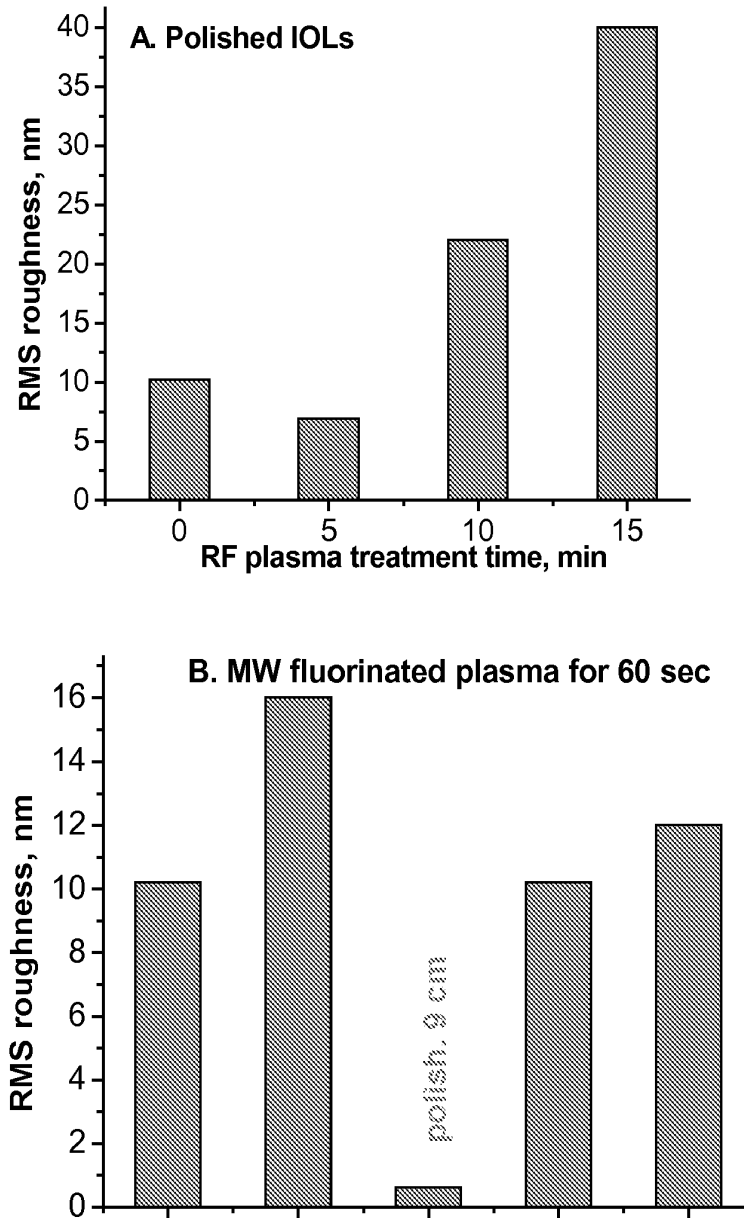 A. Polished IOLs
40
35
30
25
20
15
10
5
0
RMS roughness, nm
0 5 10 15
RF plasma treatment time, min
B. MW fluorinated plasma for 60 sec
16
14
12
10
8
6
4
2
0
RMS roughness, nm
polish. 9 cm